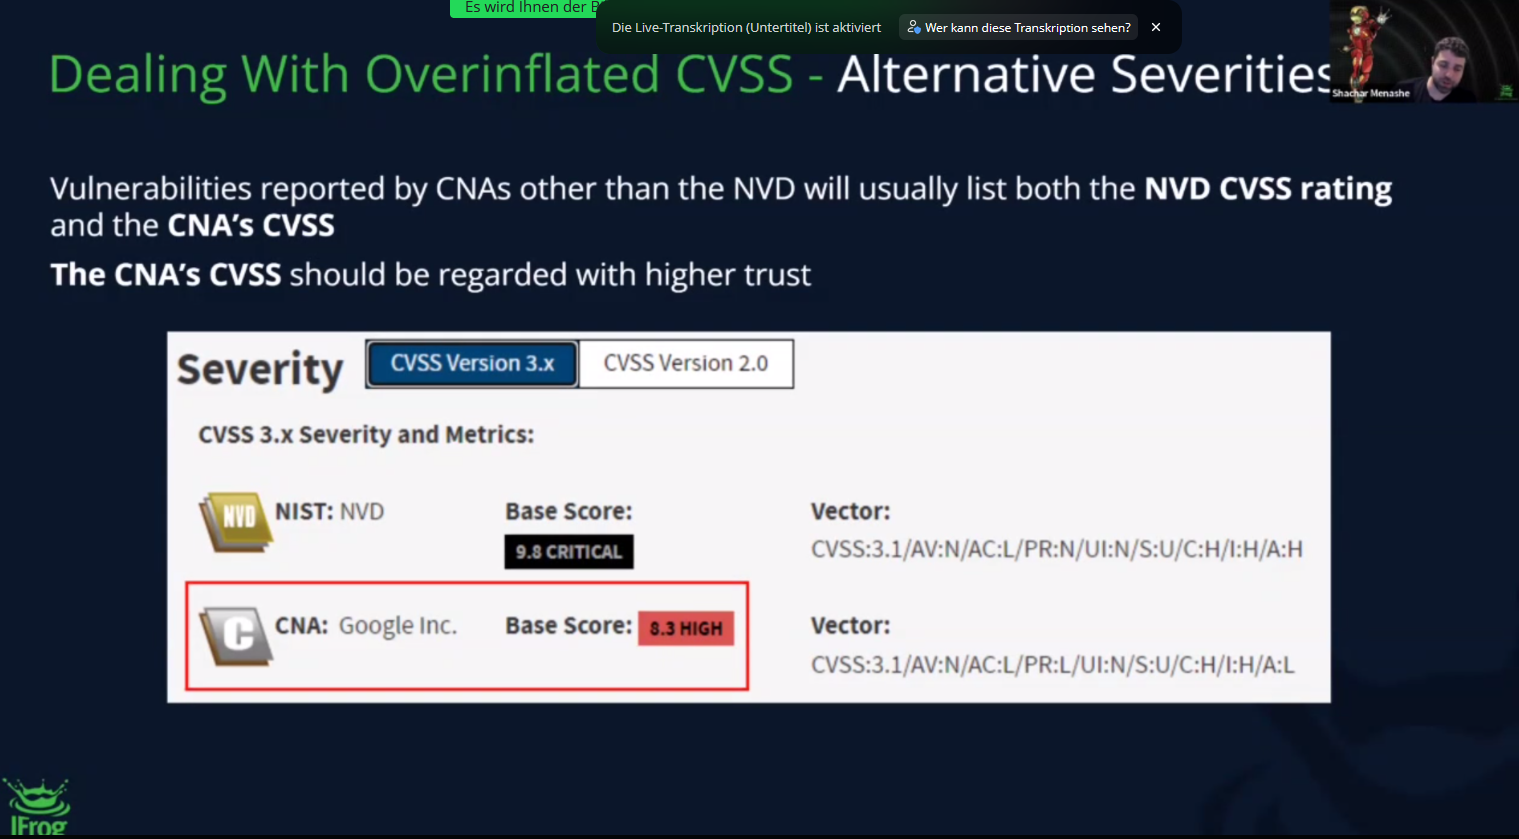 Es wird Ihnen der
Die Live-Transkription (Untertitel) ist aktiviert
Wer kann diese Transkription sehen?
Dealing With Overinflated CVSS - Alternative Severities
Shachar Menashe
Vulnerabilities reported by CNAs other than the NVD will usually list both the NVD CVSS rating
and the CNA's CVSS
The CNA's CVSS should be regarded with higher trust
Severity CVSS Version 3.x CVSS Version 2.0
CVSS 3.x Severity and Metrics:
NVD NIST: NVD Base Score: Vector:
9.8 CRITICAL CVSS:3.1/AV:N/AC:L/PR:N/UI:N/S:U/C:H/I:H/A:H
C CNA: Google Inc. Base Score: 8.3 HIGH Vector:
CVSS:3.1/AV:N/AC:L/PR:L/UI:N/S:U/C:H/I:H/A:L
JFrog